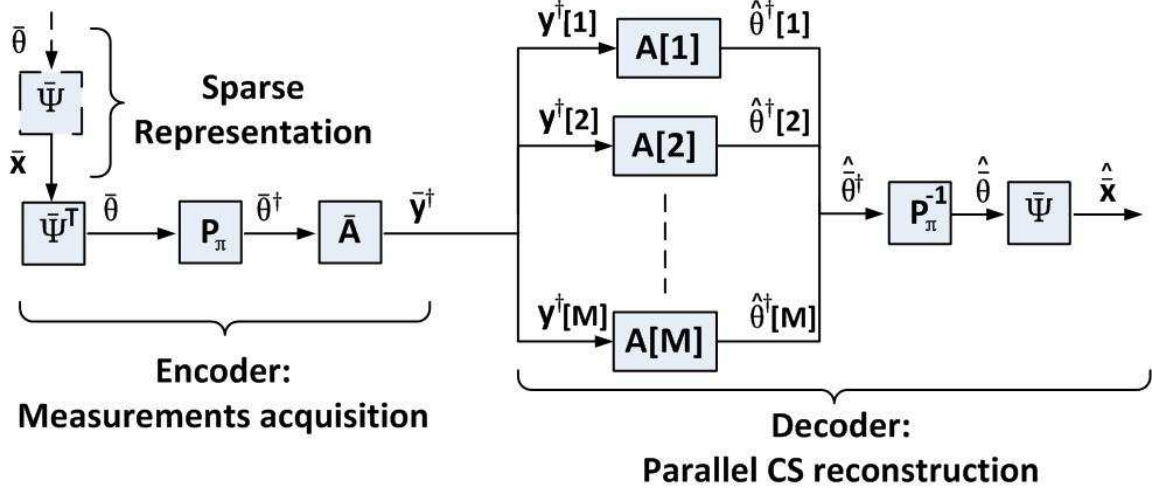 θ̄
Ψ̄
Sparse
Representation
x̄
Ψ̄ᵀ
θ̄
P_π
θ̄†
Ā
ȳ†
y†[1]
A[1]
θ̂†[1]
y†[2]
A[2]
θ̂†[2]
y†[M]
A[M]
θ̂†[M]
θ̄̂†
P_π⁻¹
θ̄̂
Ψ̄
x̄̂
Encoder:
Measurements acquisition
Decoder:
Parallel CS reconstruction